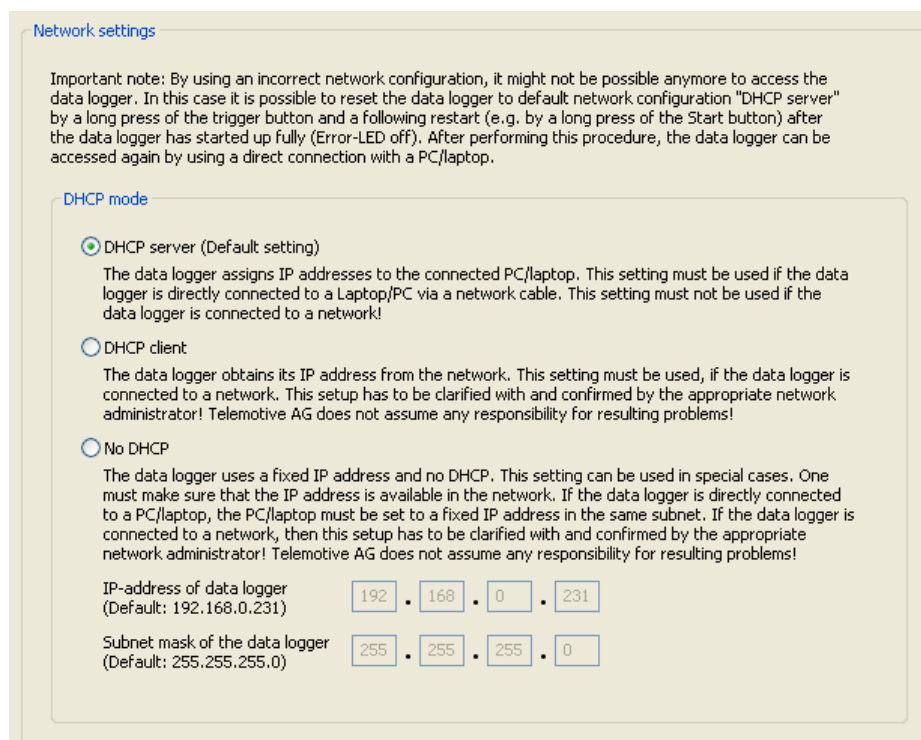 Network settings
Important note: By using an incorrect network configuration, it might not be possible anymore to access the
data logger. In this case it is possible to reset the data logger to default network configuration "DHCP server"
by a long press of the trigger button and a following restart (e.g. by a long press of the Start button) after
the data logger has started up fully (Error-LED off). After performing this procedure, the data logger can be
accessed again by using a direct connection with a PC/laptop.
DHCP mode
DHCP server (Default setting)
The data logger assigns IP addresses to the connected PC/laptop. This setting must be used if the data
logger is directly connected to a Laptop/PC via a network cable. This setting must not be used if the
data logger is connected to a network!
DHCP client
The data logger obtains its IP address from the network. This setting must be used, if the data logger is
connected to a network. This setup has to be clarified with and confirmed by the appropriate network
administrator! Telemotive AG does not assume any responsibility for resulting problems!
No DHCP
The data logger uses a fixed IP address and no DHCP. This setting can be used in special cases. One
must make sure that the IP address is available in the network. If the data logger is directly connected
to a PC/laptop, the PC/laptop must be set to a fixed IP address in the same subnet. If the data logger is
connected to a network, then this setup has to be clarified with and confirmed by the appropriate
network administrator! Telemotive AG does not assume any responsibility for resulting problems!
IP-address of data logger
(Default: 192.168.0.231)
192 . 168 . 0 . 231
Subnet mask of the data logger
(Default: 255.255.255.0)
255 . 255 . 255 . 0